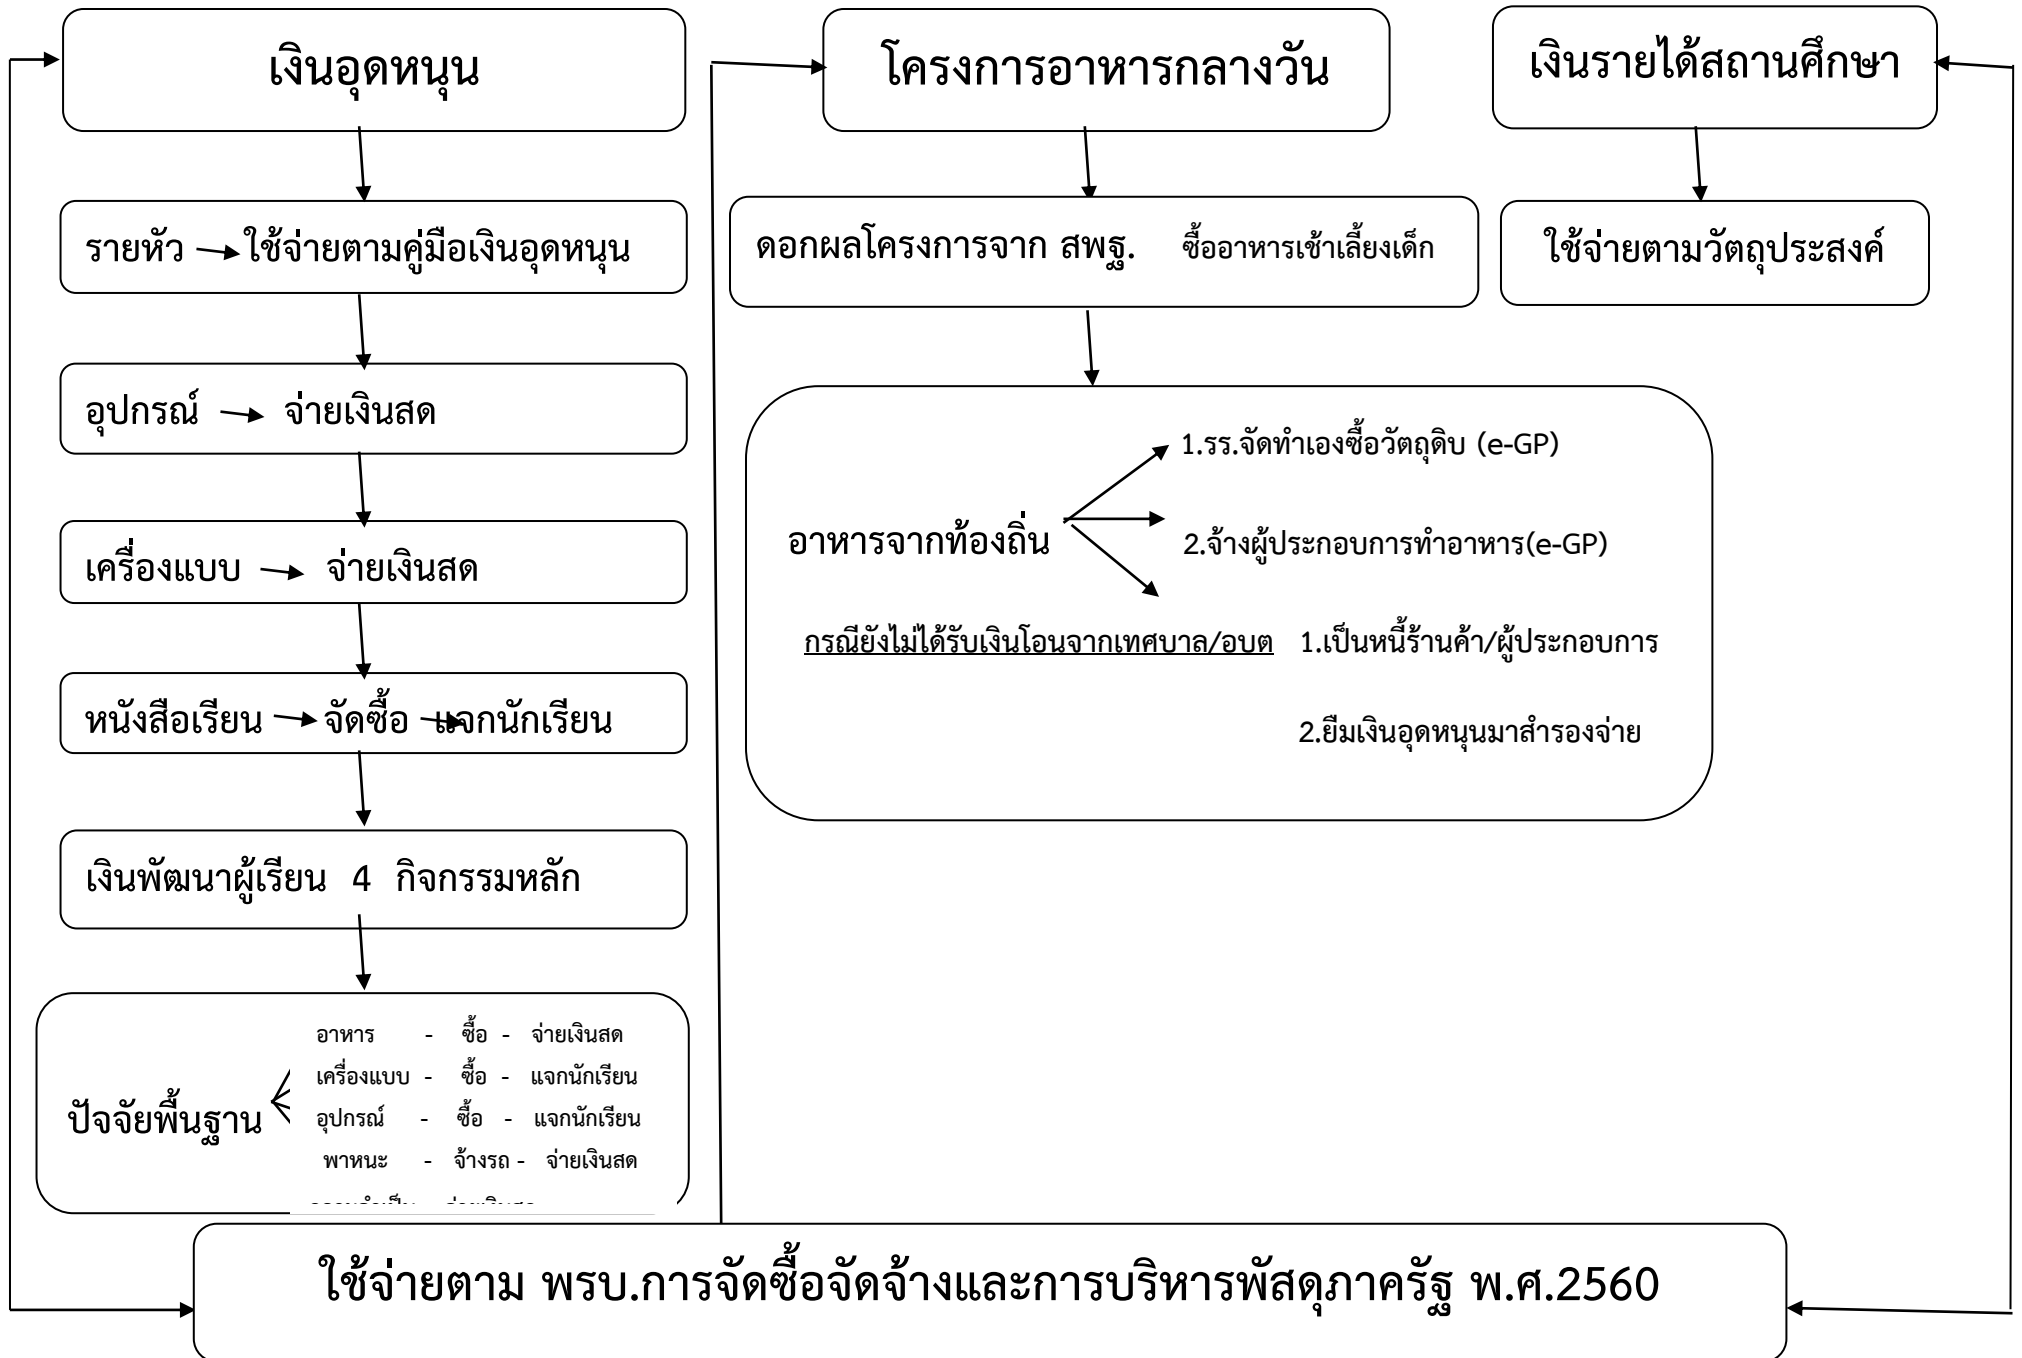 เงินอุดหนุน
รายหัว ใช้จ่ายตามคู่มือเงินอุดหนุน
อุปกรณ์ จ่ายเงินสด
เครื่องแบบ จ่ายเงินสด
หนังสือเรียน จัดซื้อ แจกนักเรียน
เงินพัฒนาผู้เรียน 4 กิจกรรมหลัก
ปัจจัยพื้นฐาน
อาหาร - ซื้อ - จ่ายเงินสด
เครื่องแบบ - ซื้อ - แจกนักเรียน
อุปกรณ์ - ซื้อ - แจกนักเรียน
พาหนะ - จ้างรถ - จ่ายเงินสด
โครงการอาหารกลางวัน
ดอกผลโครงการจาก สพฐ. ซื้ออาหารเช้าเลี้ยงเด็ก
อาหารจากท้องถิ่น
1.รร.จัดทำเองซื้อวัตถุดิบ (e-GP)
2.จ้างผู้ประกอบการทำอาหาร(e-GP)
กรณียังไม่ได้รับเงินโอนจากเทศบาล/อบต 1.เป็นหนี้ร้านค้า/ผู้ประกอบการ
2.ยืมเงินอุดหนุนมาสำรองจ่าย
เงินรายได้สถานศึกษา
ใช้จ่ายตามวัตถุประสงค์
ใช้จ่ายตาม พรบ.การจัดซื้อจัดจ้างและการบริหารพัสดุภาครัฐ พ.ศ.2560